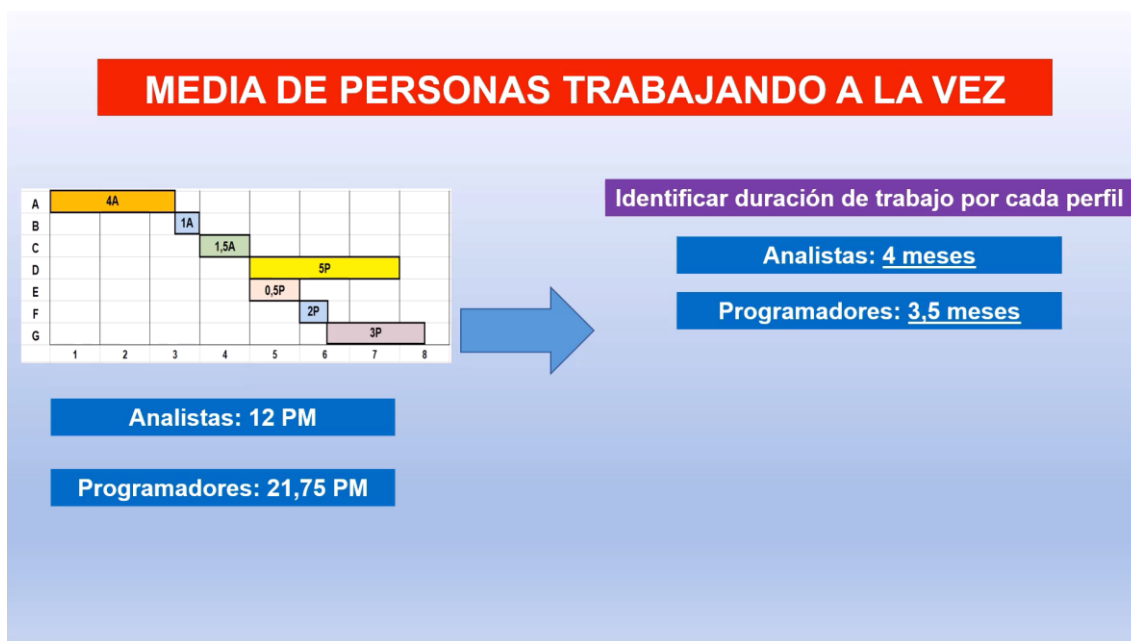 MEDIA DE PERSONAS TRABAJANDO A LA VEZ
A 4A
B 1A
C 1,5A
D 5P
E 0,5P
F 2P
G 3P
1 2 3 4 5 6 7 8
Analistas: 12 PM
Programadores: 21,75 PM
Identificar duración de trabajo por cada perfil
Analistas: 4 meses
Programadores: 3,5 meses